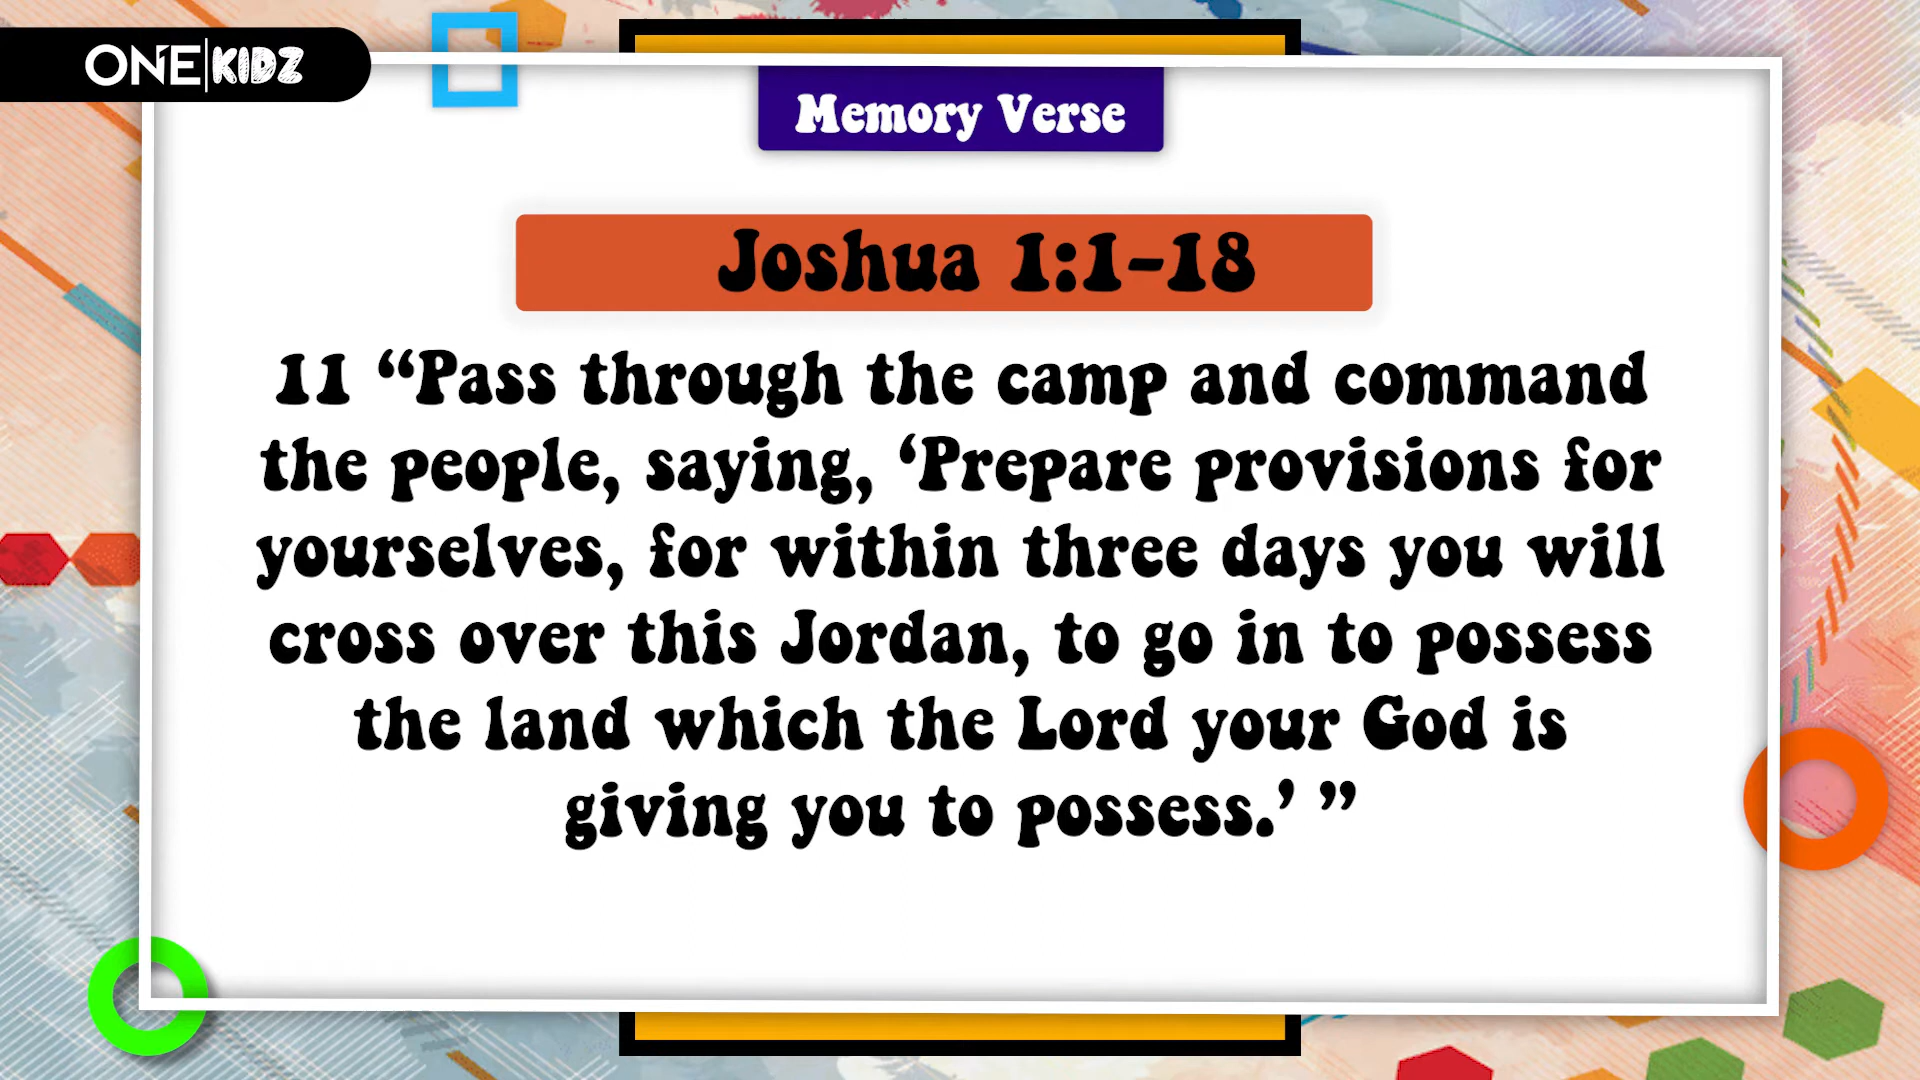 ONE|KIDZ
Memory Verse
Joshua 1:1-18
11 “Pass through the camp and command
the people, saying, ‘Prepare provisions for
yourselves, for within three days you will
cross over this Jordan, to go in to possess
the land which the Lord your God is
giving you to possess.’ ”